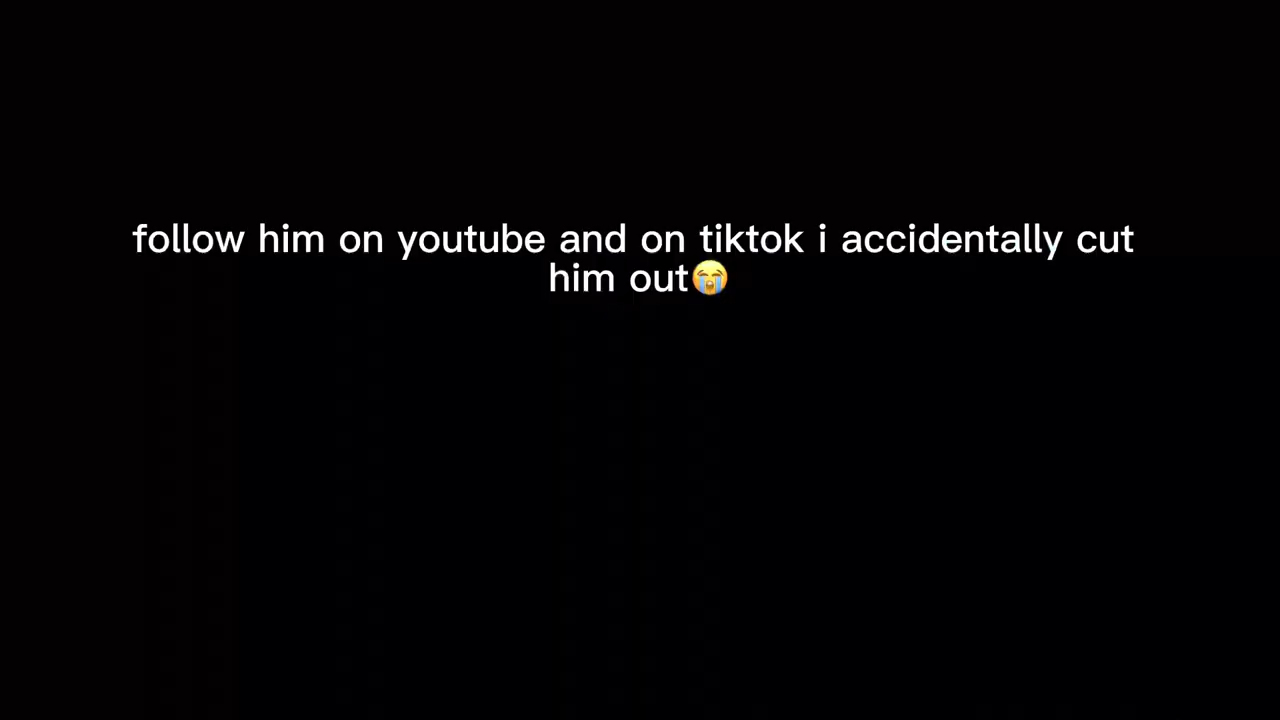 follow him on youtube and on tiktok i accidentally cut
him out😭